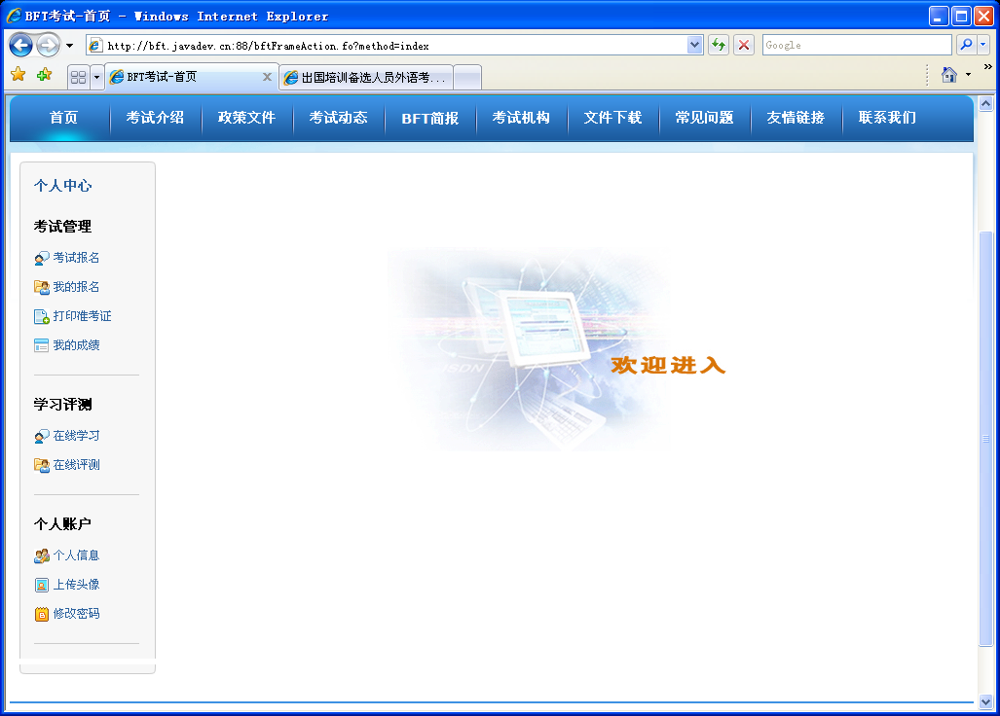 BFT考试-首页 - Windows Internet Explorer
http://bft.javadev.cn:88/bftFrameAction.fo?method=index
Google
BFT考试-首页
出国培训备选人员外语考...
首页 考试介绍 政策文件 考试动态 BFT简报 考试机构 文件下载 常见问题 友情链接 联系我们
个人中心
考试管理
考试报名
我的报名
打印准考证
我的成绩
学习评测
在线学习
在线评测
个人账户
个人信息
上传头像
修改密码
欢迎进入